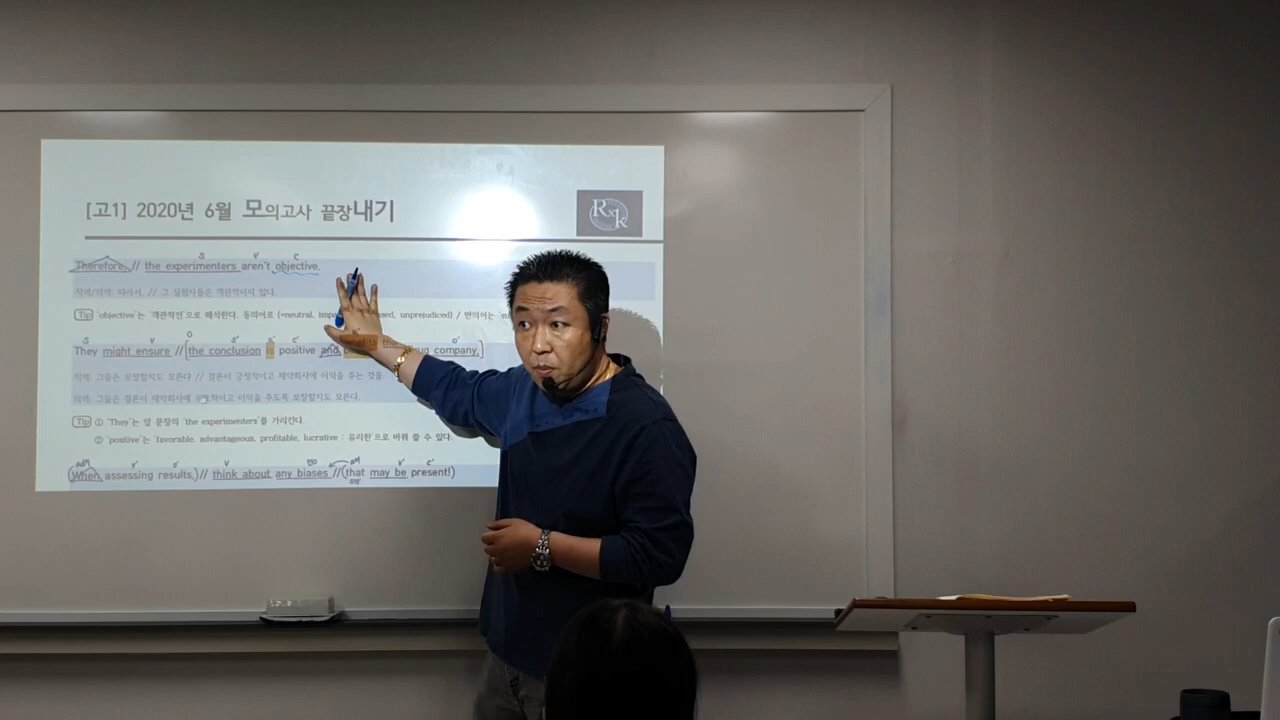 [고1] 2020년 6월 모의고사 끝장내기
RK
S V C
Therefore, // the experimenters aren't objective.
직역/의역: 따라서, // 그 실험자들은 객관적이지 않다.
Tip 'objective'는 '객관적인'으로 해석한다. 동의어로 (=neutral, unprejudiced) / 반의어는
S V O S' V' C' O'
They might ensure // [the conclusion is positive and the drug company.]
직역: 그들은 보장할지도 모른다 // 결론이 긍정적이고 제약회사에 이익을 주는 것을
의역: 그들은 결론이 제약회사에 긍정적이고 이익을 주도록 보장할지도 모른다.
Tip ① 'They'는 앞 문장의 'the experimenters'를 가리킨다.
② 'positive'는 'favorable, advantageous, profitable, lucrative : 유리한'으로 바꿔 쓸 수 있다.
V' O' V V' C'
(When assessing results,) // think about any biases // (that may be present!)